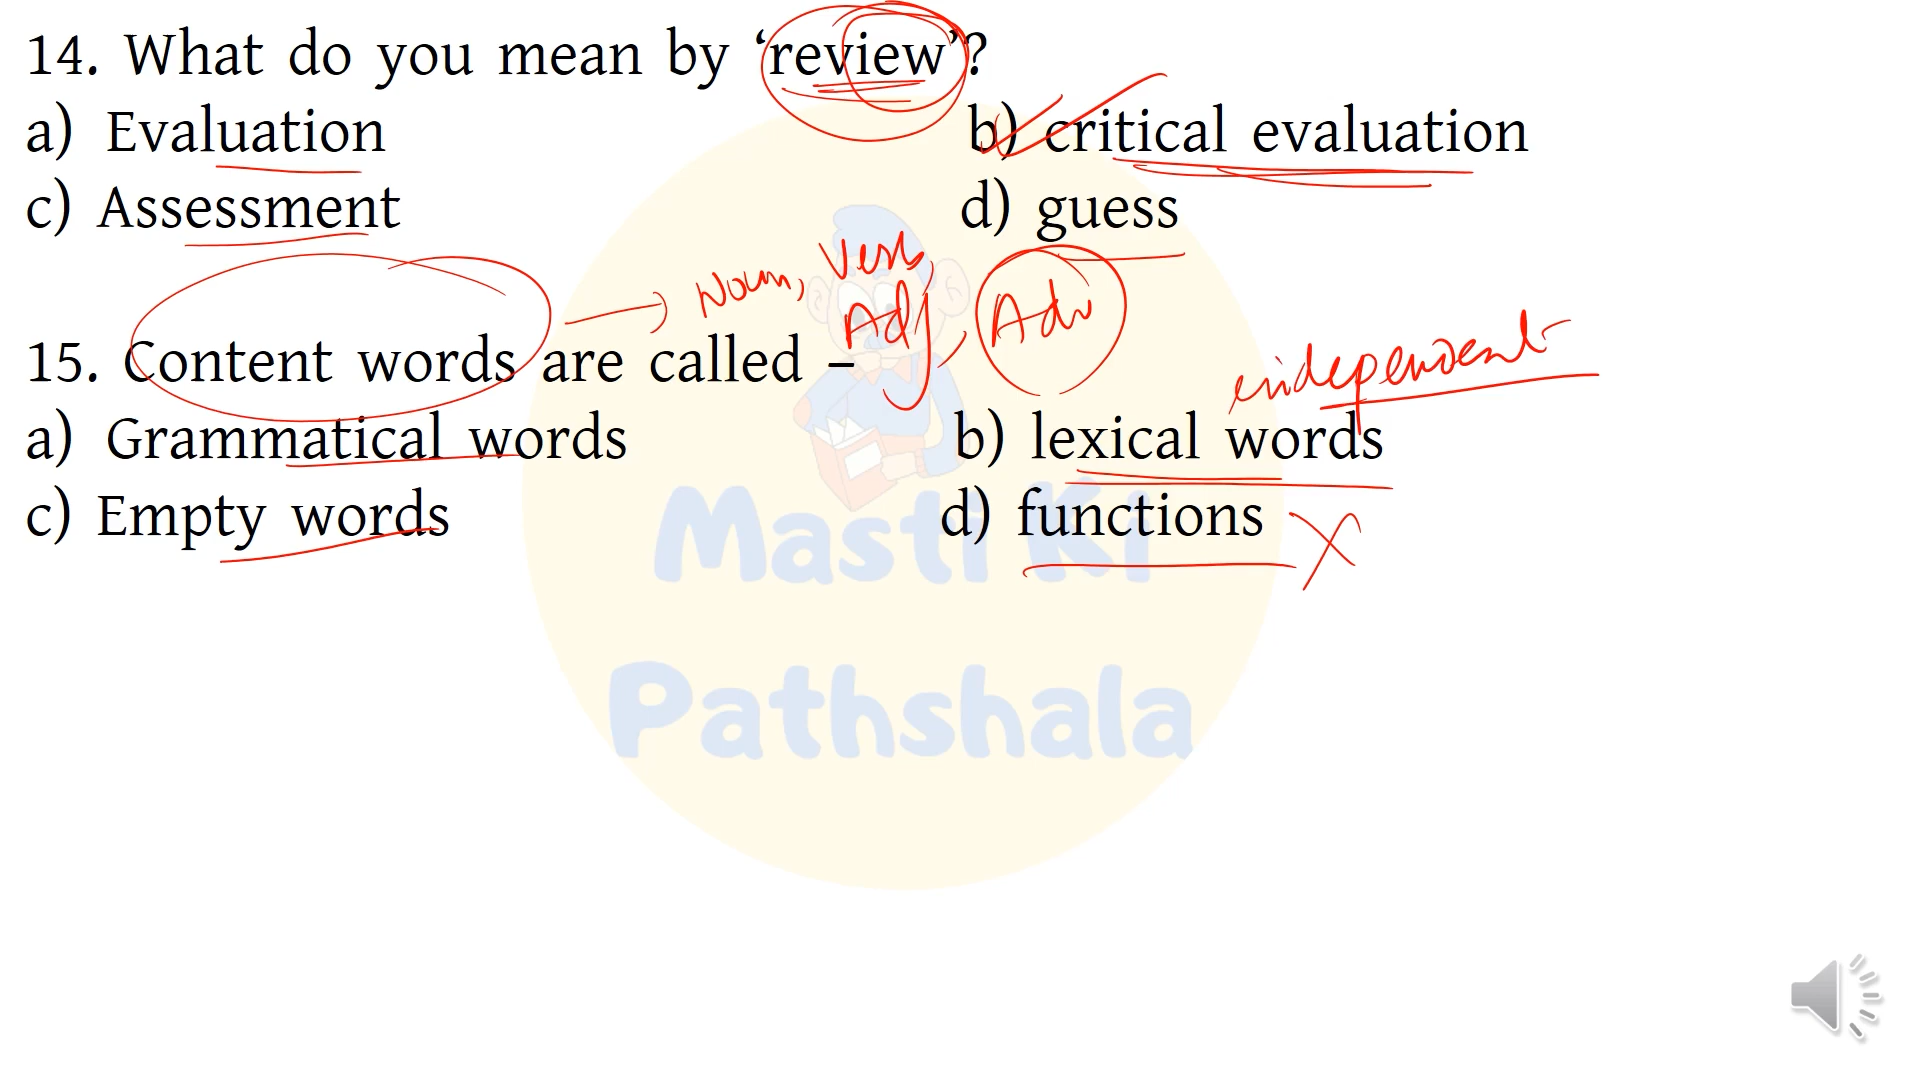 14. What do you mean by ‘review’?
a) Evaluation b) critical evaluation
c) Assessment d) guess
Noun, Verb,
Adj, Adv
15. Content words are called –
independent
a) Grammatical words b) lexical words
c) Empty words d) functions
Masti Ki
Pathshala